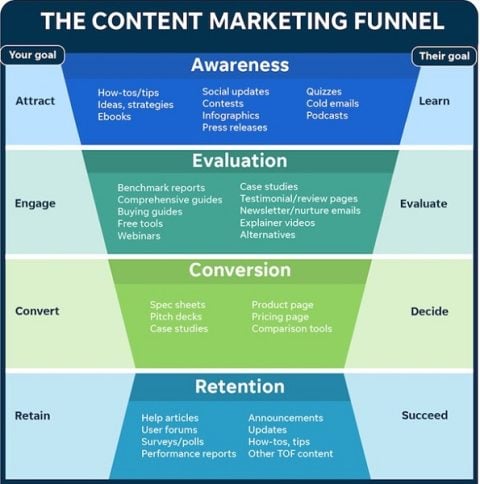 THE CONTENT MARKETING FUNNEL
Your goal
Their goal
Awareness
Attract
Learn
How-tos/tips
Ideas, strategies
Ebooks
Social updates
Contests
Infographics
Press releases
Quizzes
Cold emails
Podcasts
Evaluation
Engage
Evaluate
Benchmark reports
Comprehensive guides
Buying guides
Free tools
Webinars
Case studies
Testimonial/review pages
Newsletter/nurture emails
Explainer videos
Alternatives
Conversion
Convert
Decide
Spec sheets
Pitch decks
Case studies
Product page
Pricing page
Comparison tools
Retention
Retain
Succeed
Help articles
User forums
Surveys/polls
Performance reports
Announcements
Updates
How-tos, tips
Other TOF content